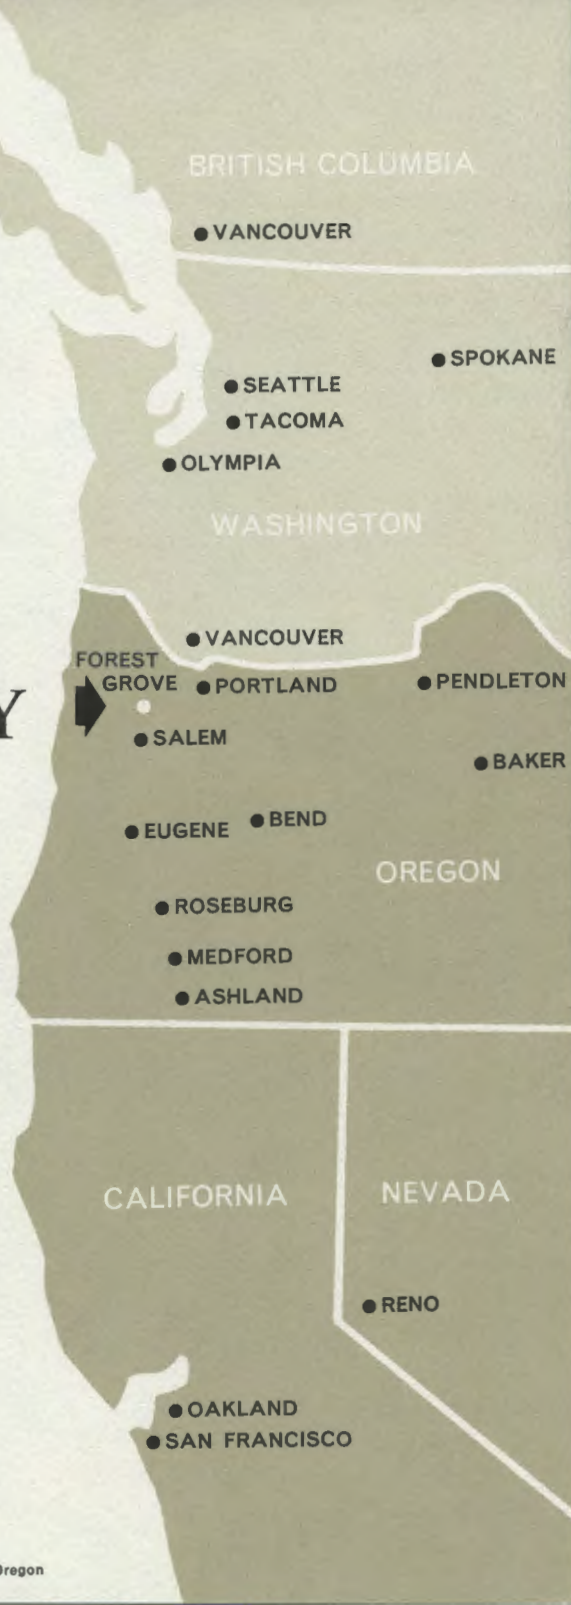 BRITISH COLUMBIA
VANCOUVER
SPOKANE
SEATTLE
TACOMA
OLYMPIA
WASHINGTON
VANCOUVER
FOREST
GROVE
PORTLAND
PENDLETON
Y
SALEM
BAKER
BEND
EUGENE
OREGON
ROSEBURG
MEDFORD
ASHLAND
CALIFORNIA
NEVADA
RENO
OAKLAND
SAN FRANCISCO
Oregon